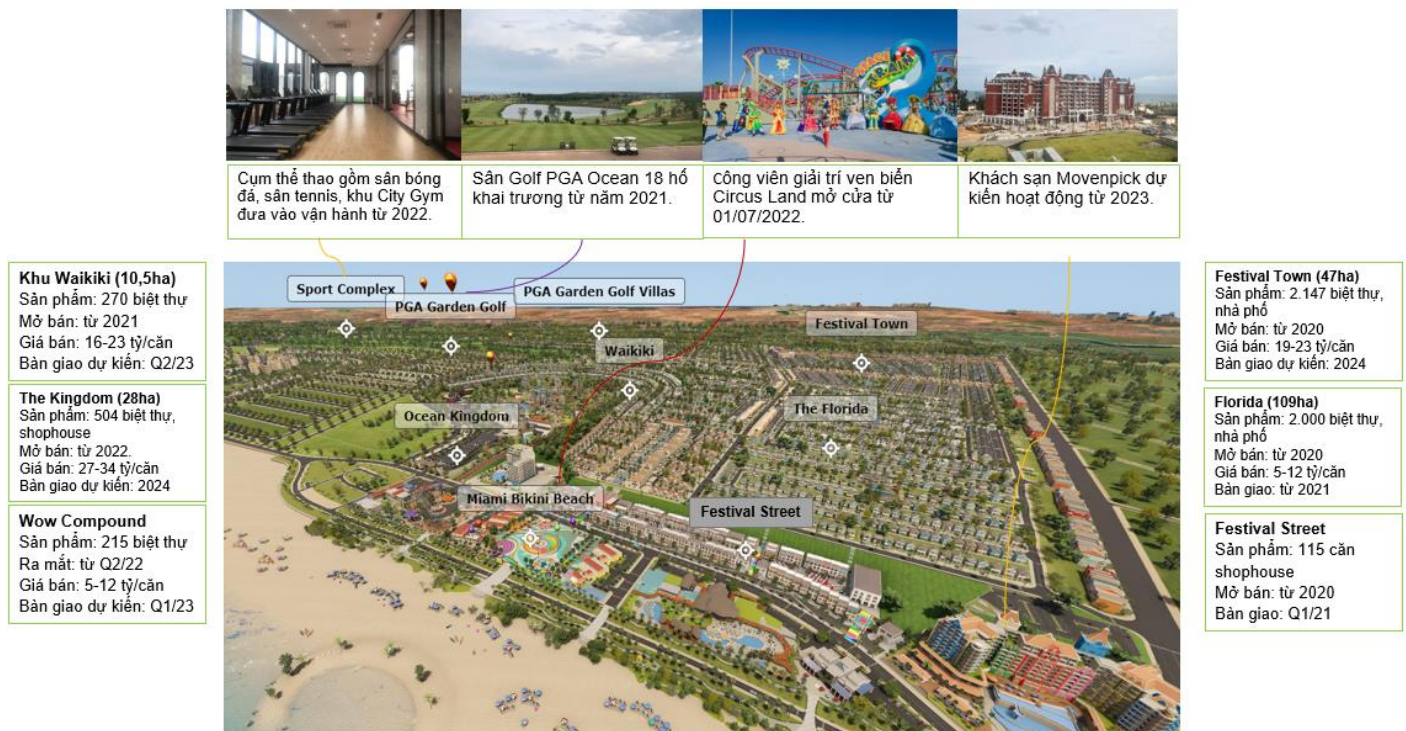 Cụm thể thao gồm sân bóng
đá, sân tennis, khu City Gym
đưa vào vận hành từ 2022.
Sân Golf PGA Ocean 18 hố
khai trương từ năm 2021.
Công viên giải trí ven biển
Circus Land mở cửa từ
01/07/2022.
Khách sạn Movenpick dự
kiến hoạt động từ 2023.
Khu Waikiki (10,5ha)
Sản phẩm: 270 biệt thự
Mở bán: từ 2021
Giá bán: 16-23 tỷ/căn
Bàn giao dự kiến: Q2/23
The Kingdom (28ha)
Sản phẩm: 504 biệt thự,
shophouse
Mở bán: từ 2022.
Giá bán: 27-34 tỷ/căn
Bàn giao dự kiến: 2024
Wow Compound
Sản phẩm: 215 biệt thự
Ra mắt: từ Q2/22
Giá bán: 5-12 tỷ/căn
Bàn giao dự kiến: Q1/23
Sport Complex
PGA Garden Golf
PGA Garden Golf Villas
Festival Town
Waikiki
Ocean Kingdom
The Florida
Miami Bikini Beach
Festival Street
Festival Town (47ha)
Sản phẩm: 2.147 biệt thự,
nhà phố
Mở bán: từ 2020
Giá bán: 19-23 tỷ/căn
Bàn giao dự kiến: 2024
Florida (109ha)
Sản phẩm: 2.000 biệt thự,
nhà phố
Mở bán: từ 2020
Giá bán: 5-12 tỷ/căn
Bàn giao: từ 2021
Festival Street
Sản phẩm: 115 căn
shophouse
Mở bán: từ 2020
Bàn giao: Q1/21